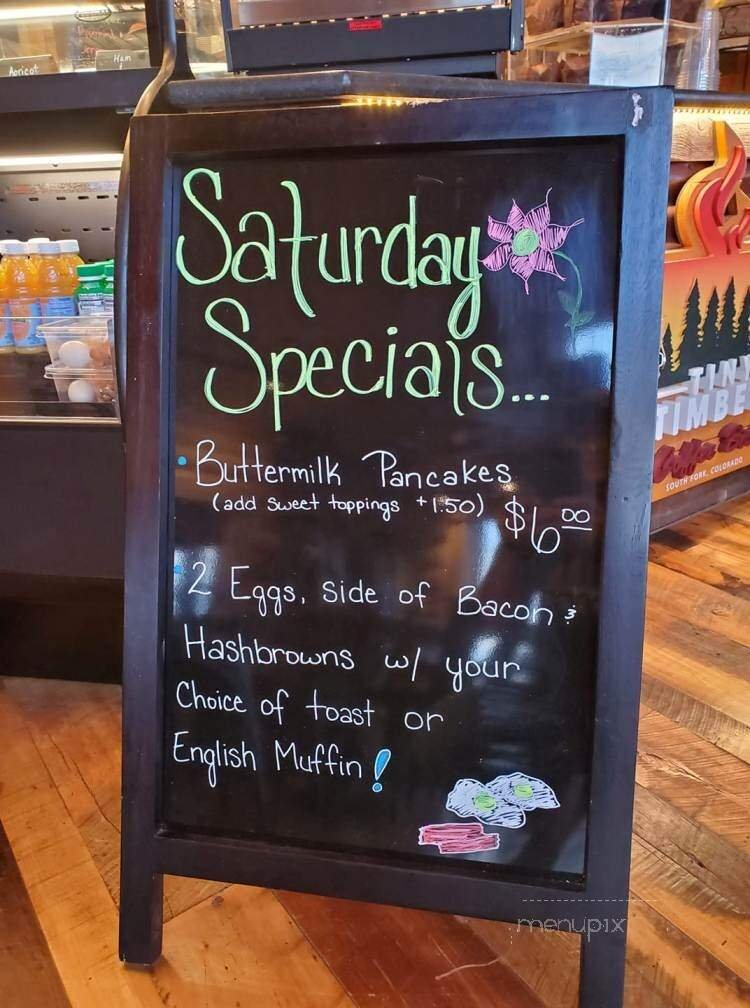 Apricot
Ham
Saturday
Specials...
• Buttermilk Pancakes
(add sweet toppings +1.50) $6.00
• 2 Eggs, side of Bacon &
Hashbrowns w/ your
Choice of toast or
English Muffin!
TINY
TIMBE
SOUTH FORK, COLORADO
menupix